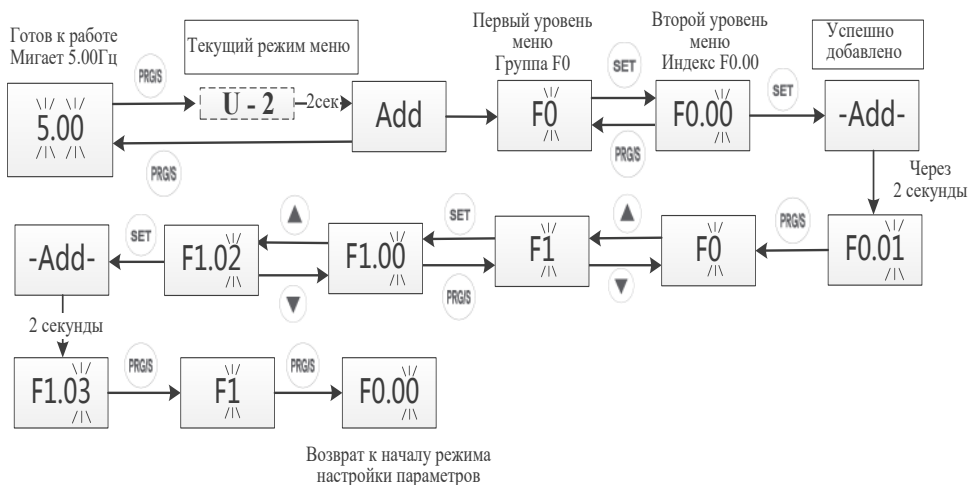 Готов к работе
Мигает 5.00Гц
5.00
PRG/S
Текущий режим меню
U - 2
2сек
PRG/S
Add
Первый уровень
меню
Группа F0
F0
SET
PRG/S
Второй уровень
меню
Индекс F0.00
F0.00
SET
Успешно
добавлено
-Add-
Через
2 секунды
F0.01
PRG/S
F0
▲
▼
F1
SET
PRG/S
F1.00
▲
▼
F1.02
SET
-Add-
2 секунды
F1.03
PRG/S
F1
PRG/S
F0.00
Возврат к началу режима
настройки параметров